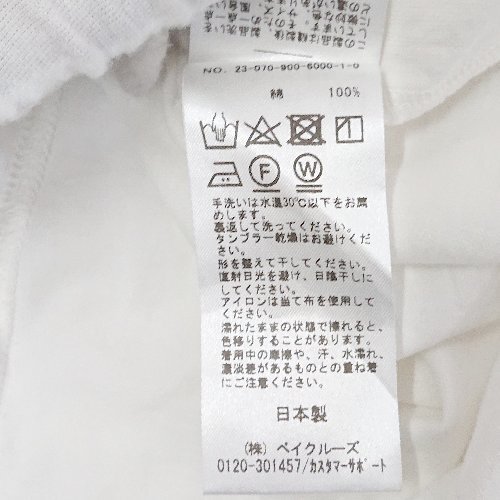 この製品は縫製後
NO. 23-070-900-6000-1-0
綿 100%
F W
手洗いは水温30℃以下をお薦
めします。
裏返して洗ってください。
タンブラー乾燥はお避けくだ
さい。
形を整えて干してください。
直射日光を避け、日陰干しに
してください。
アイロンは当て布を使用して
ください。
濡れたままの状態で擦れると、
色移りすることがあります。
着用中の摩擦や、汗、水濡れ、
濃淡差があるものとの重ね着
にご注意ください。
日本製
(株) ベイクルーズ
0120-301457/カスタマーサポート